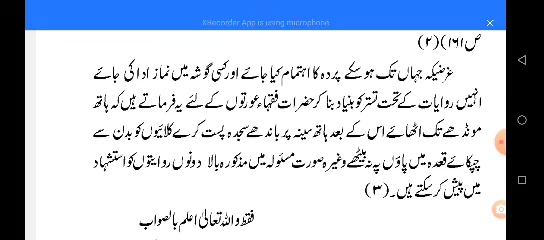 XRecorder App is using microphone
ص ۱۶۱) (۲)
غرضیکہ جہاں تک ہوسکے پردہ کا اہتمام کیا جائے اور کسی گوشہ میں نماز ادا کی جائے
انہیں روایات کے تحت تستر کو بنیاد بنا کر حضرات فقہاء عورتوں کے لئے یہ فرماتے ہیں کہ ہاتھ
مونڈھے تک اٹھائے اس کے بعد ہاتھ سینہ پر باندھے سجدہ پست کرے کلائیوں کو بدن سے
چپکائے قعدہ میں پاؤں پہ نہ بیٹھے وغیرہ صورت مسئولہ میں مذکورہ بالا دونوں روایتوں کو استشہاد
میں پیش کرسکتے ہیں۔ (۳)
فقط واللہ تعالیٰ اعلم بالصواب